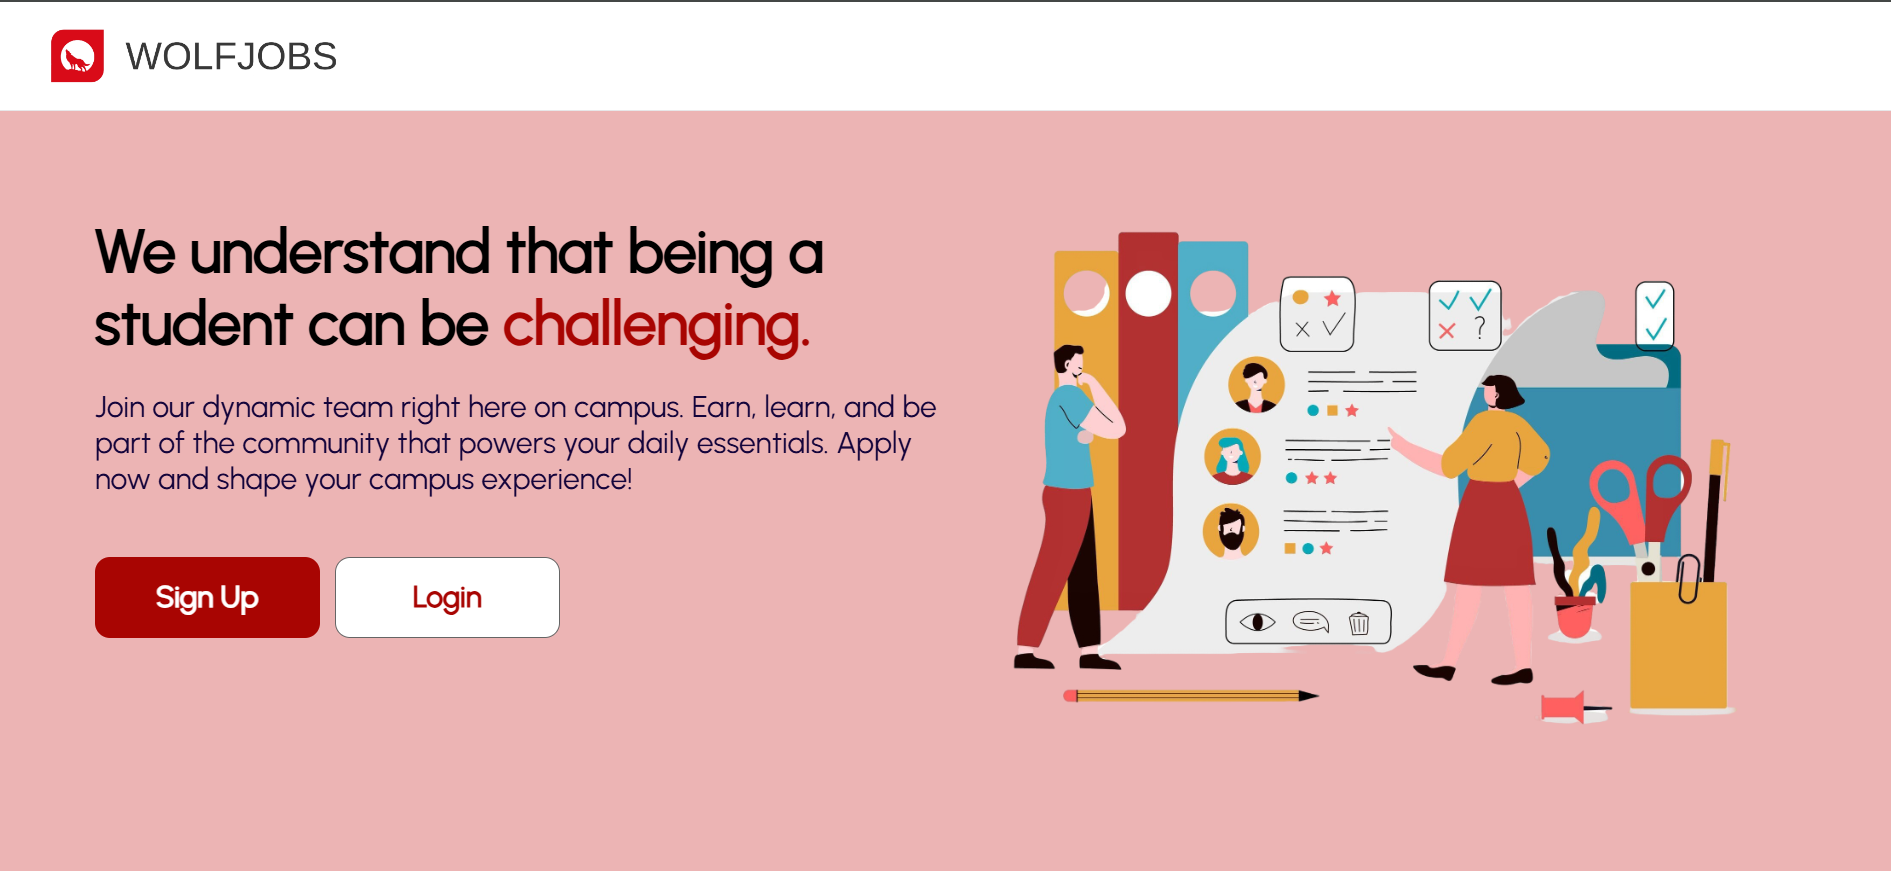 WOLFJOBS
We understand that being a
student can be challenging.
Join our dynamic team right here on campus. Earn, learn, and be
part of the community that powers your daily essentials. Apply
now and shape your campus experience!
Sign Up
Login
?